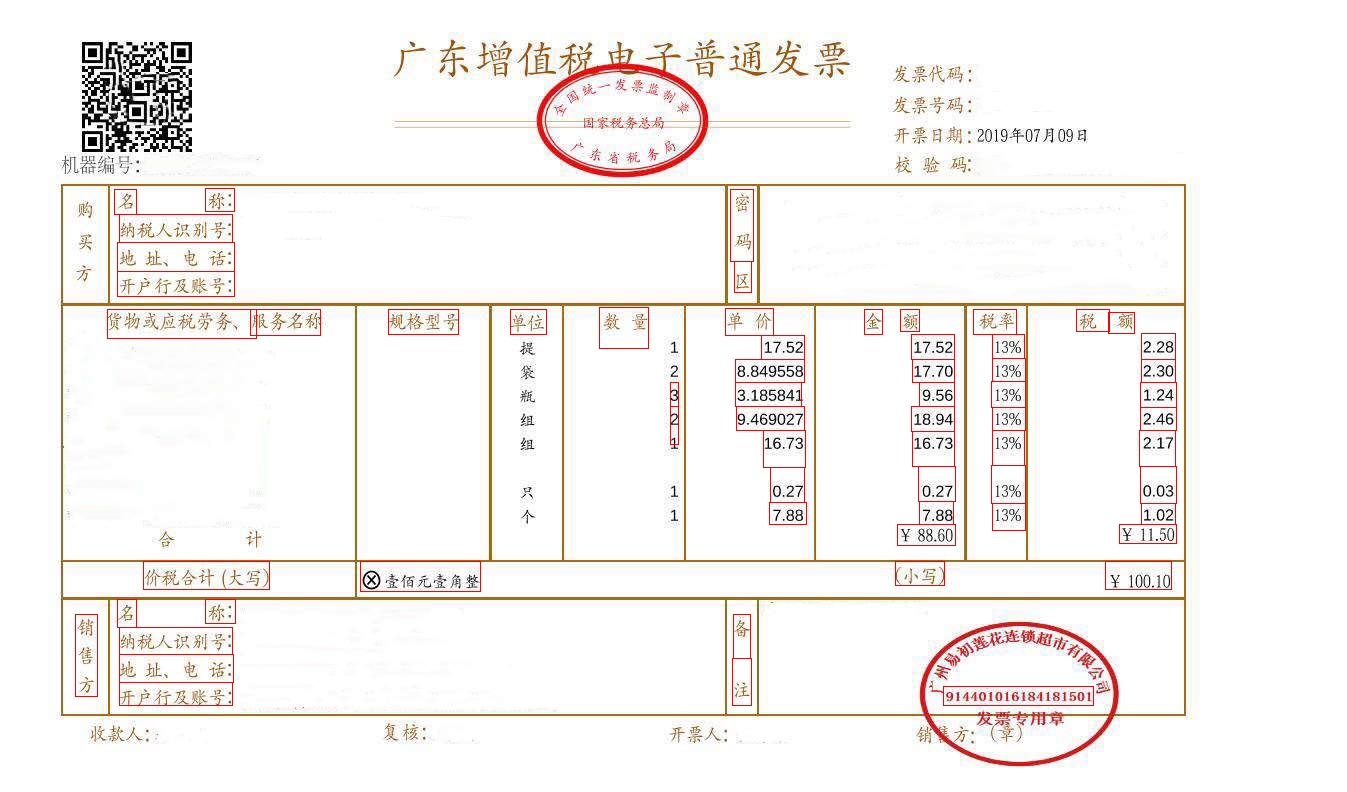 广东增值税电子普通发票
全国统一发票监制章
国家税务总局
广东省税务局
发票代码:
发票号码:
开票日期: 2019年07月09日
校 验 码:
机器编号:
购买方
名 称:
纳税人识别号:
地 址、电 话:
开户行及账号:
密码区
货物或应税劳务、服务名称 规格型号 单位 数 量 单 价 金 额 税率 税 额
提 1 17.52 17.52 13% 2.28
袋 2 8.849558 17.70 13% 2.30
瓶 3 3.185841 9.56 13% 1.24
组 2 9.469027 18.94 13% 2.46
组 1 16.73 16.73 13% 2.17
只 1 0.27 0.27 13% 0.03
个 1 7.88 7.88 13% 1.02
合 计 ¥ 88.60 ¥ 11.50
价税合计 (大写) ⊗ 壹佰元壹角整 (小写) ¥ 100.10
销售方
名 称:
纳税人识别号:
地 址、电 话:
开户行及账号:
备注
广州易初莲花连锁超市有限公司
914401016184181501
发票专用章
收款人: 复核: 开票人: 销售方: (章)